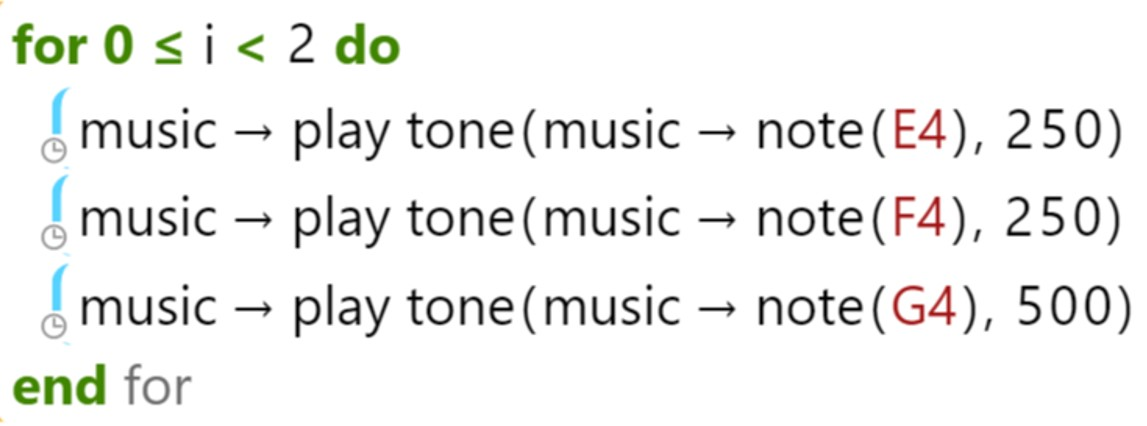 for 0 ≤ i < 2 do
music → play tone(music → note(E4), 250)
music → play tone(music → note(F4), 250)
music → play tone(music → note(G4), 500)
end for